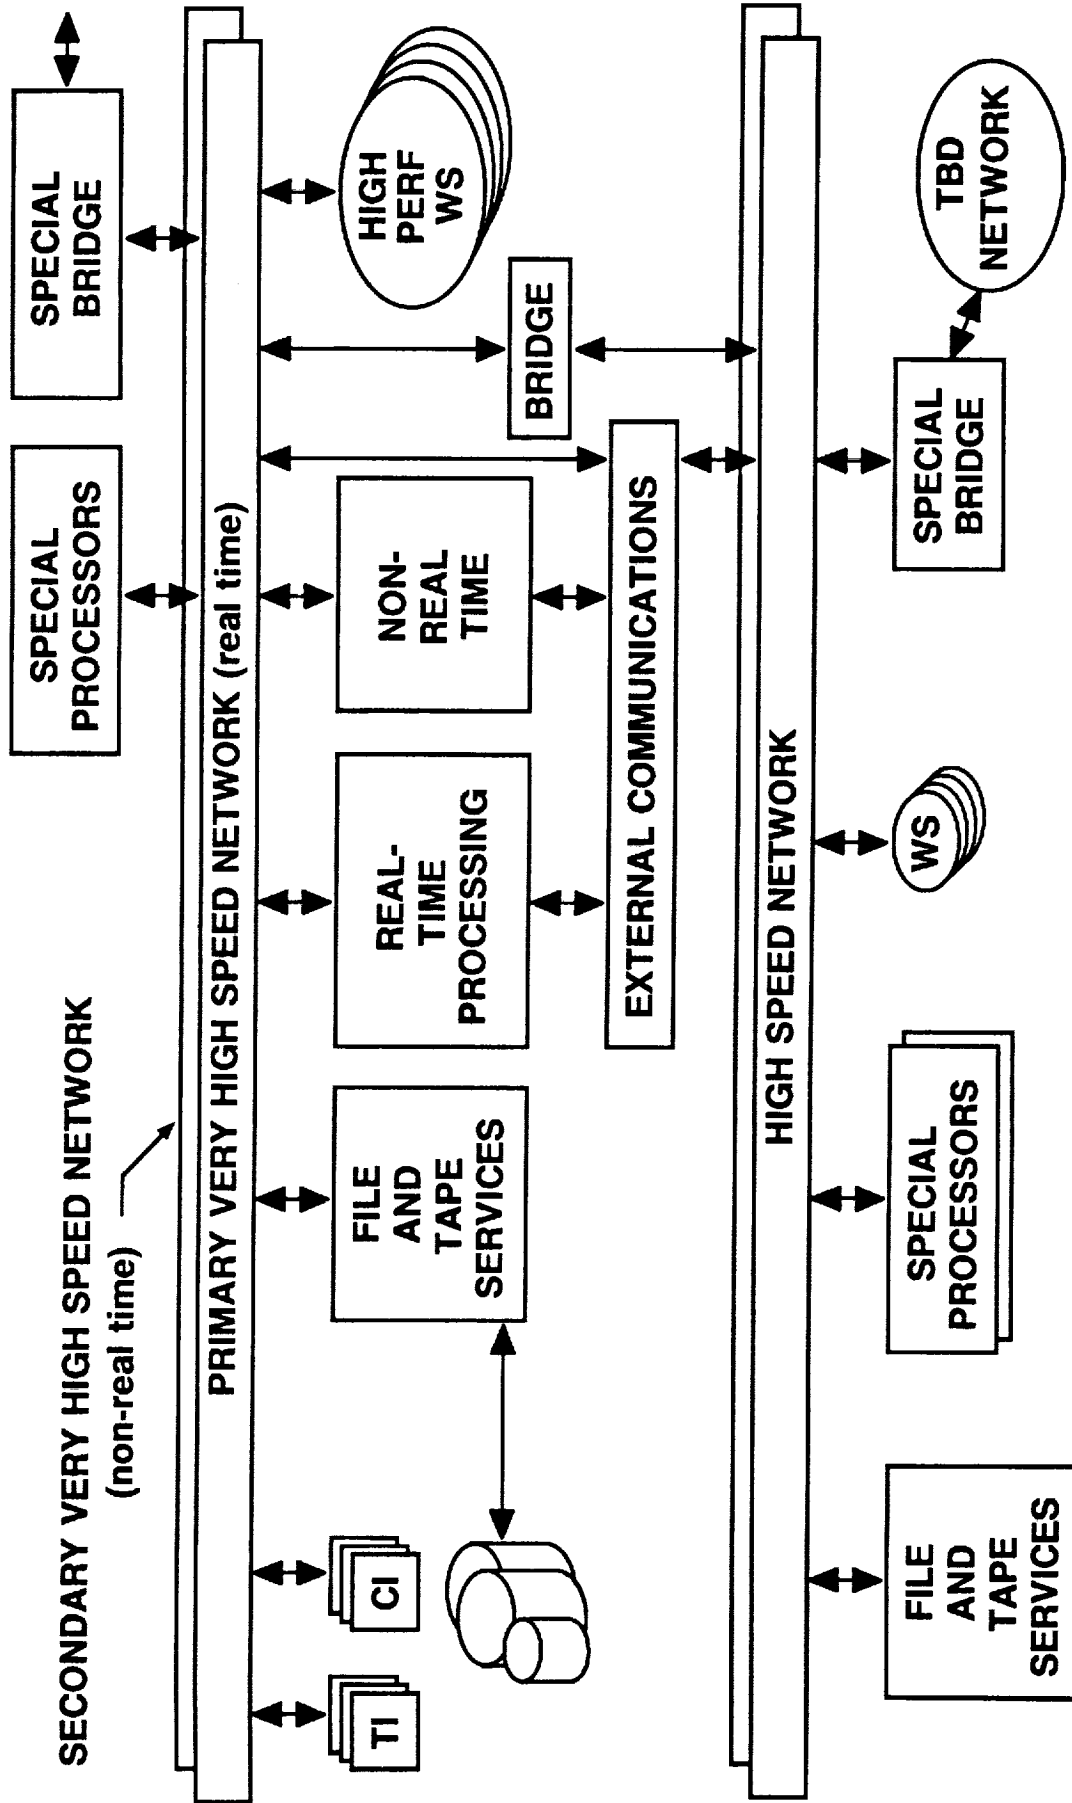 SPECIAL
PROCESSORS
SPECIAL
BRIDGE
SECONDARY VERY HIGH SPEED NETWORK
(non-real time)
PRIMARY VERY HIGH SPEED NETWORK (real time)
TI
CI
FILE
AND
TAPE
SERVICES
REAL-
TIME
PROCESSING
NON-
REAL
TIME
HIGH
PERF
WS
BRIDGE
EXTERNAL COMMUNICATIONS
HIGH SPEED NETWORK
FILE
AND
TAPE
SERVICES
SPECIAL
PROCESSORS
WS
SPECIAL
BRIDGE
TBD
NETWORK